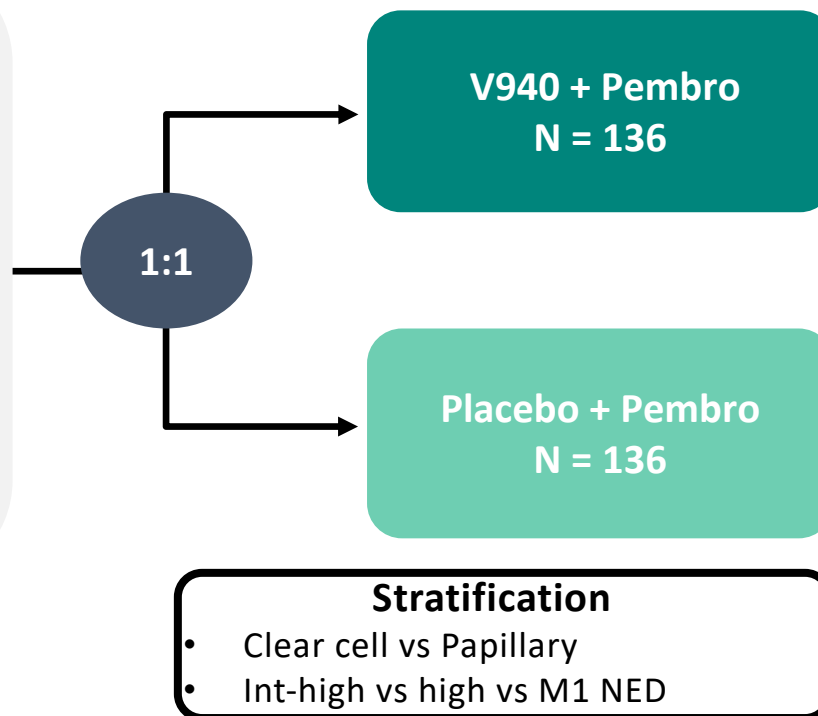 V940 + Pembro
N = 136
1:1
Placebo + Pembro
N = 136
Stratification
• Clear cell vs Papillary
• Int-high vs high vs M1 NED